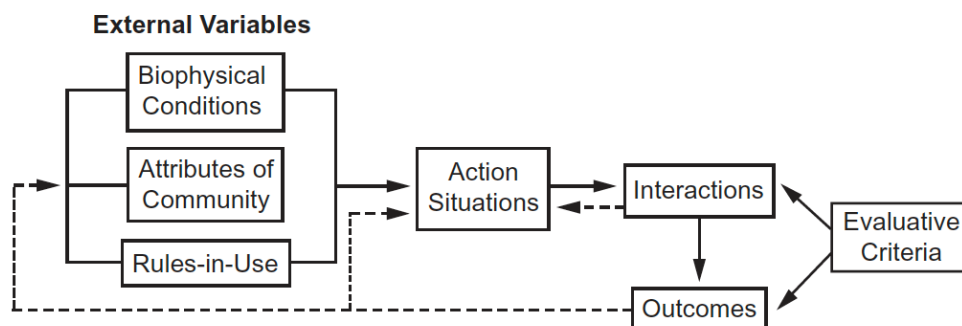 External Variables
Biophysical
Conditions
Attributes of
Community
Rules-in-Use
Action
Situations
Interactions
Outcomes
Evaluative
Criteria